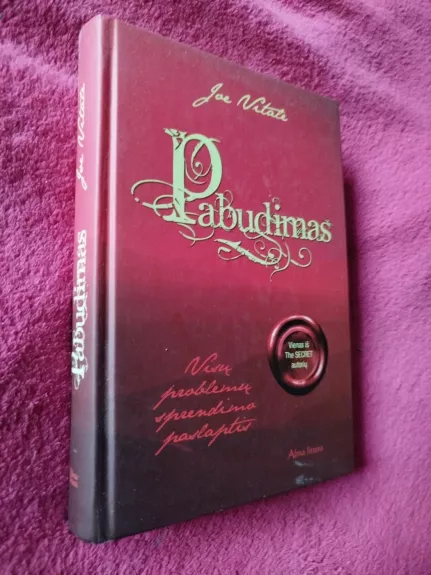 Joe Vitale
Pabudimas
Vienas iš
The SECRET
autorių
Visų
problemų
sprendimo
paslaptis
Alma littera
Joe Vitale
Pabudimas